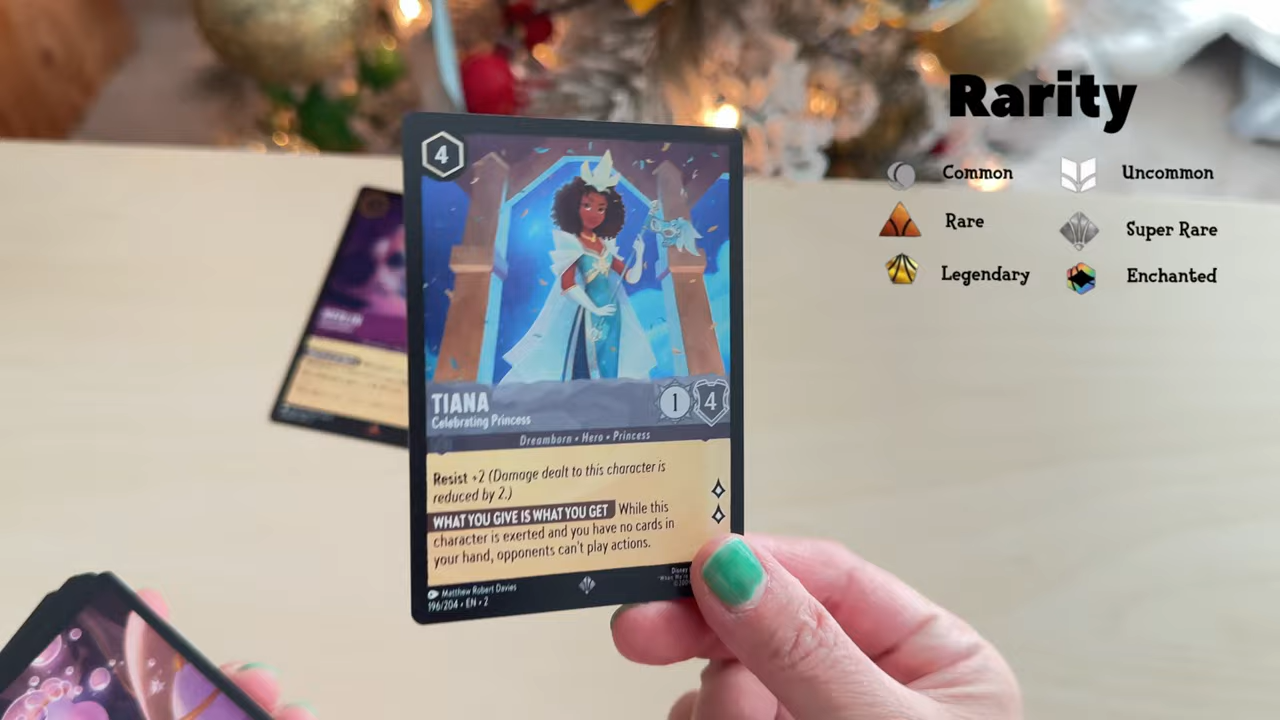 Rarity
Common
Uncommon
Rare
Super Rare
Legendary
Enchanted
4
TIANA
Celebrating Princess
1
4
Dreamborn • Hero • Princess
Resist +2 (Damage dealt to this character is
reduced by 2.)
WHAT YOU GIVE IS WHAT YOU GET While this
character is exerted and you have no cards in
your hand, opponents can't play actions.
Matthew Robert Davies
196/204 • EN • 2
Disney